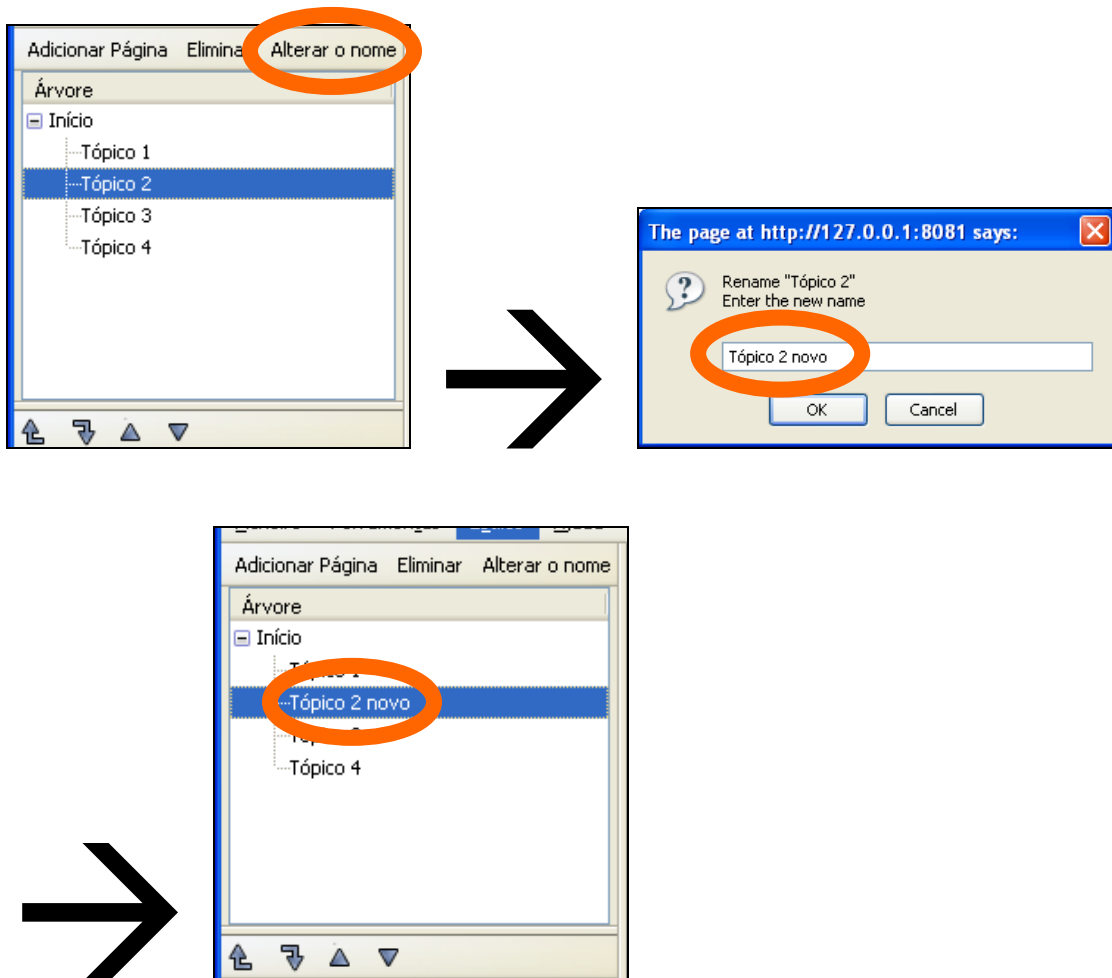 Adicionar Página Elimina Alterar o nome
Árvore
Início
Tópico 1
Tópico 2
Tópico 3
Tópico 4
The page at http://127.0.0.1:8081 says:
Rename "Tópico 2"
Enter the new name
Tópico 2 novo
OK Cancel
Adicionar Página Eliminar Alterar o nome
Árvore
Início
Tópico 2 novo
Tópico 4